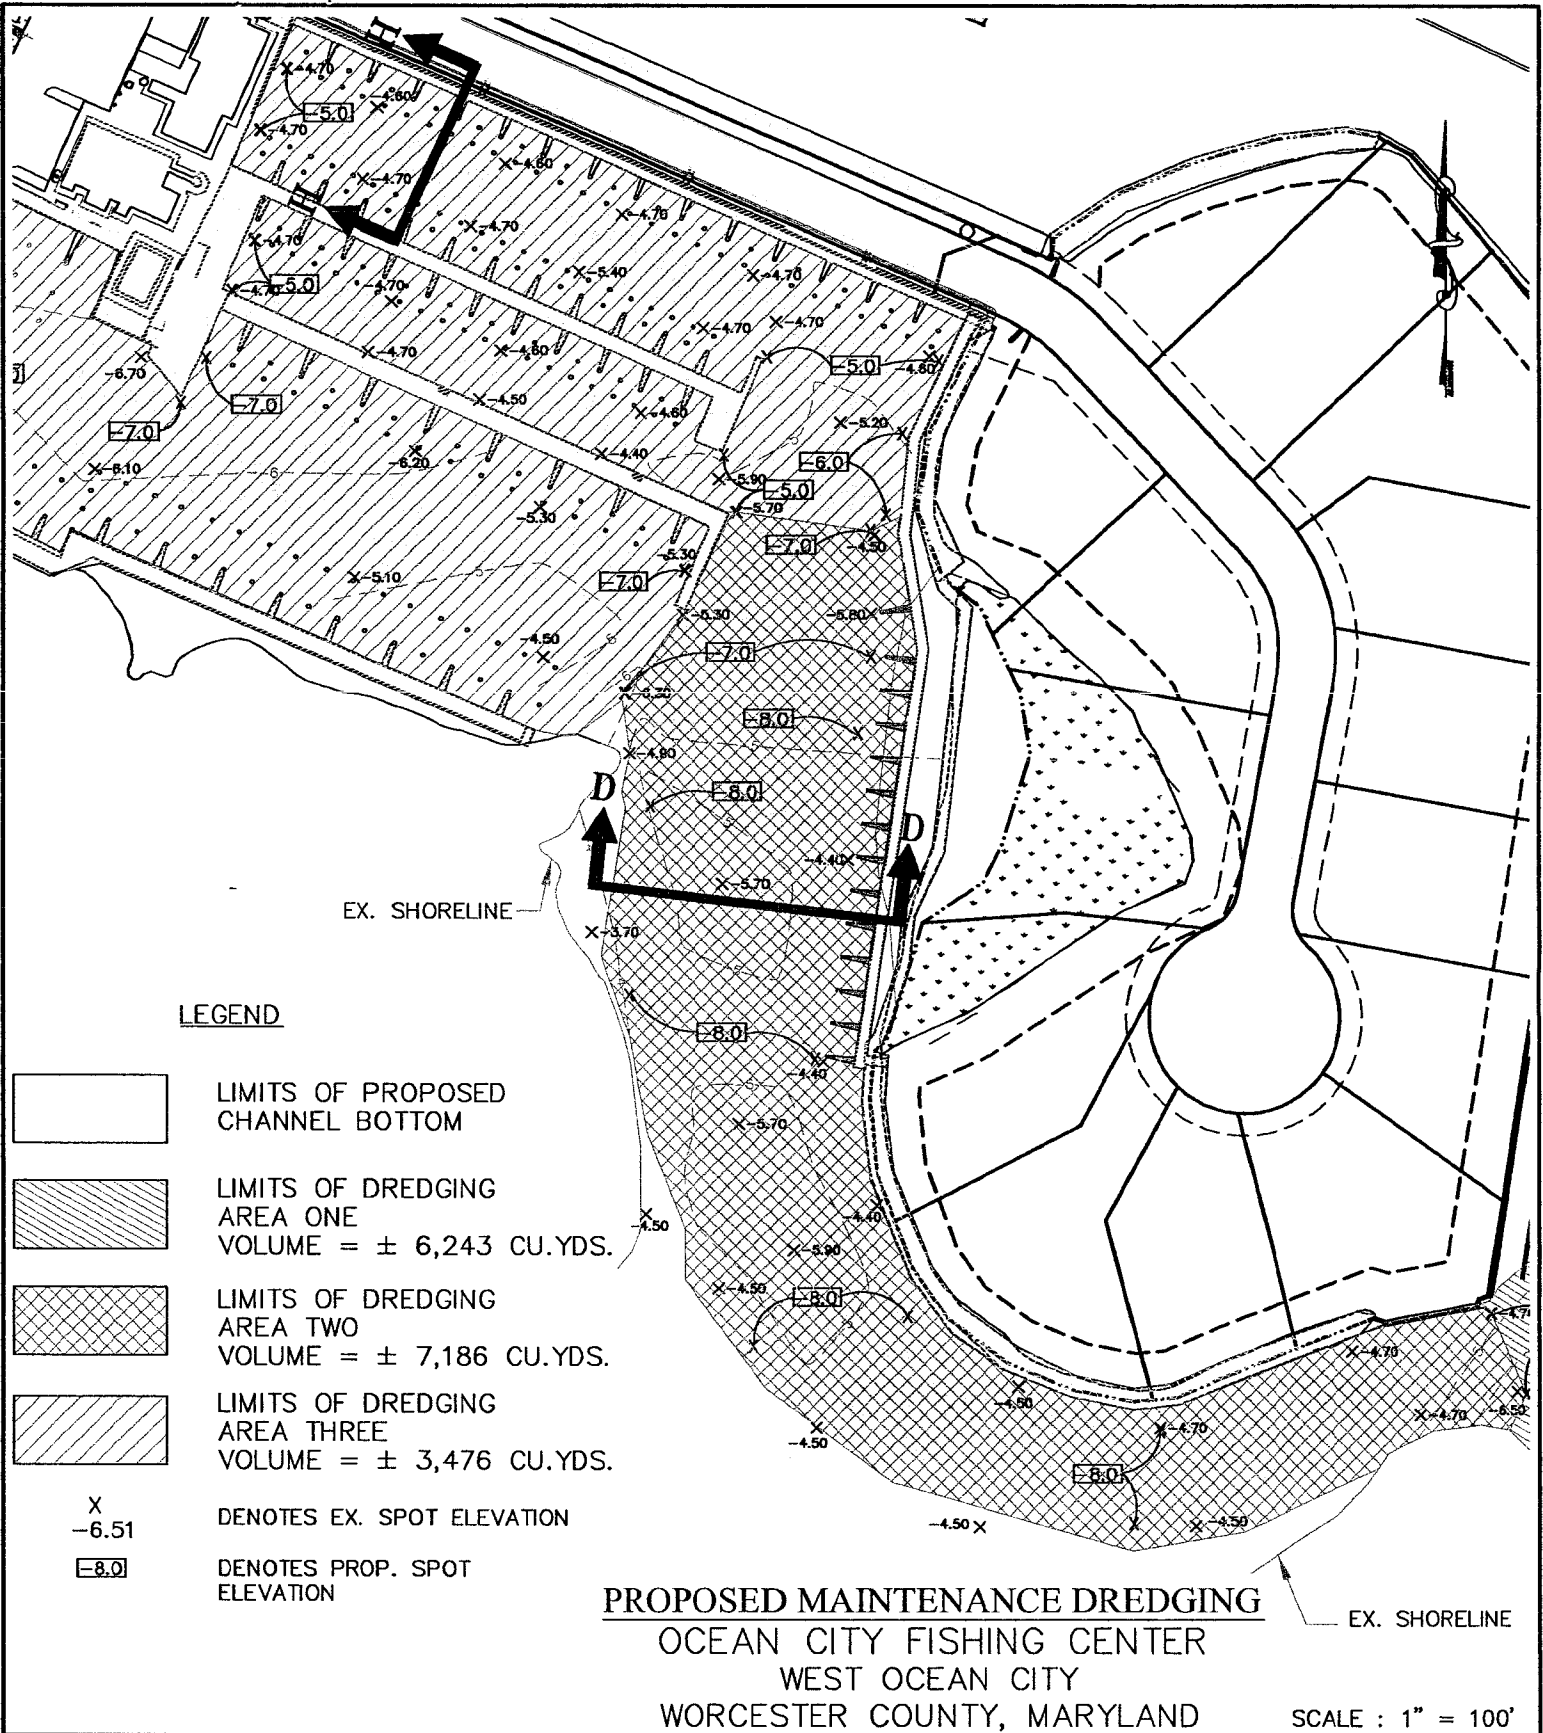 H
-4.70
-4.60
-5.0
-4.70
-4.60
-4.70
H
-4.70
-4.70
-4.70
-5.40
-4.70
-5.0
-4.70
-4.70
-4.70
-4.70
-6.70
-4.70
-4.60
-5.0
-4.60
-7.0
-4.50
-4.60
-5.20
-7.0
-5.10
-6.20
-4.40
-6.0
-5.90
-5.0
-5.70
-5.30
-7.0
-4.50
-5.30
-5.10
-7.0
-5.30
-5.80
-4.50
-7.0
-8.0
-4.90
D
-8.0
D
-4.40
-5.70
EX. SHORELINE
-3.70
LEGEND
-8.0
-4.40
LIMITS OF PROPOSED
CHANNEL BOTTOM
-5.70
LIMITS OF DREDGING
AREA ONE
VOLUME = ± 6,243 CU.YDS.
-4.50
-4.40
-5.90
-4.50
-8.0
LIMITS OF DREDGING
AREA TWO
VOLUME = ± 7,186 CU.YDS.
-4.70
-4.50
-6.50
LIMITS OF DREDGING
AREA THREE
VOLUME = ± 3,476 CU.YDS.
-4.50
-4.70
-4.70
-8.0
X
-6.51
DENOTES EX. SPOT ELEVATION
-4.50
-4.50
-8.0
DENOTES PROP. SPOT
ELEVATION
PROPOSED MAINTENANCE DREDGING
EX. SHORELINE
OCEAN CITY FISHING CENTER
WEST OCEAN CITY
WORCESTER COUNTY, MARYLAND
SCALE : 1" = 100'